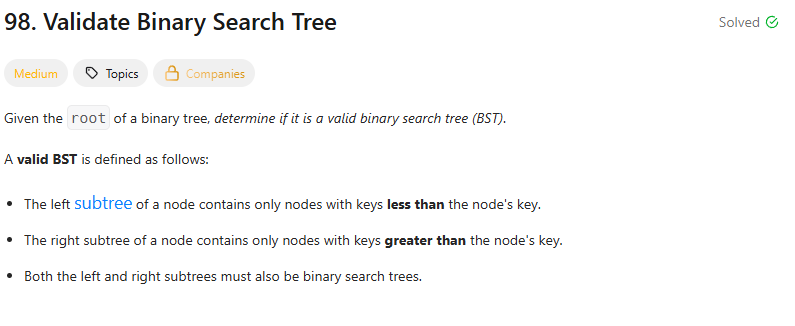 98. Validate Binary Search Tree
Solved
Medium
Topics
Companies
Given the root of a binary tree, determine if it is a valid binary search tree (BST).
A valid BST is defined as follows:
• The left subtree of a node contains only nodes with keys less than the node's key.
• The right subtree of a node contains only nodes with keys greater than the node's key.
• Both the left and right subtrees must also be binary search trees.